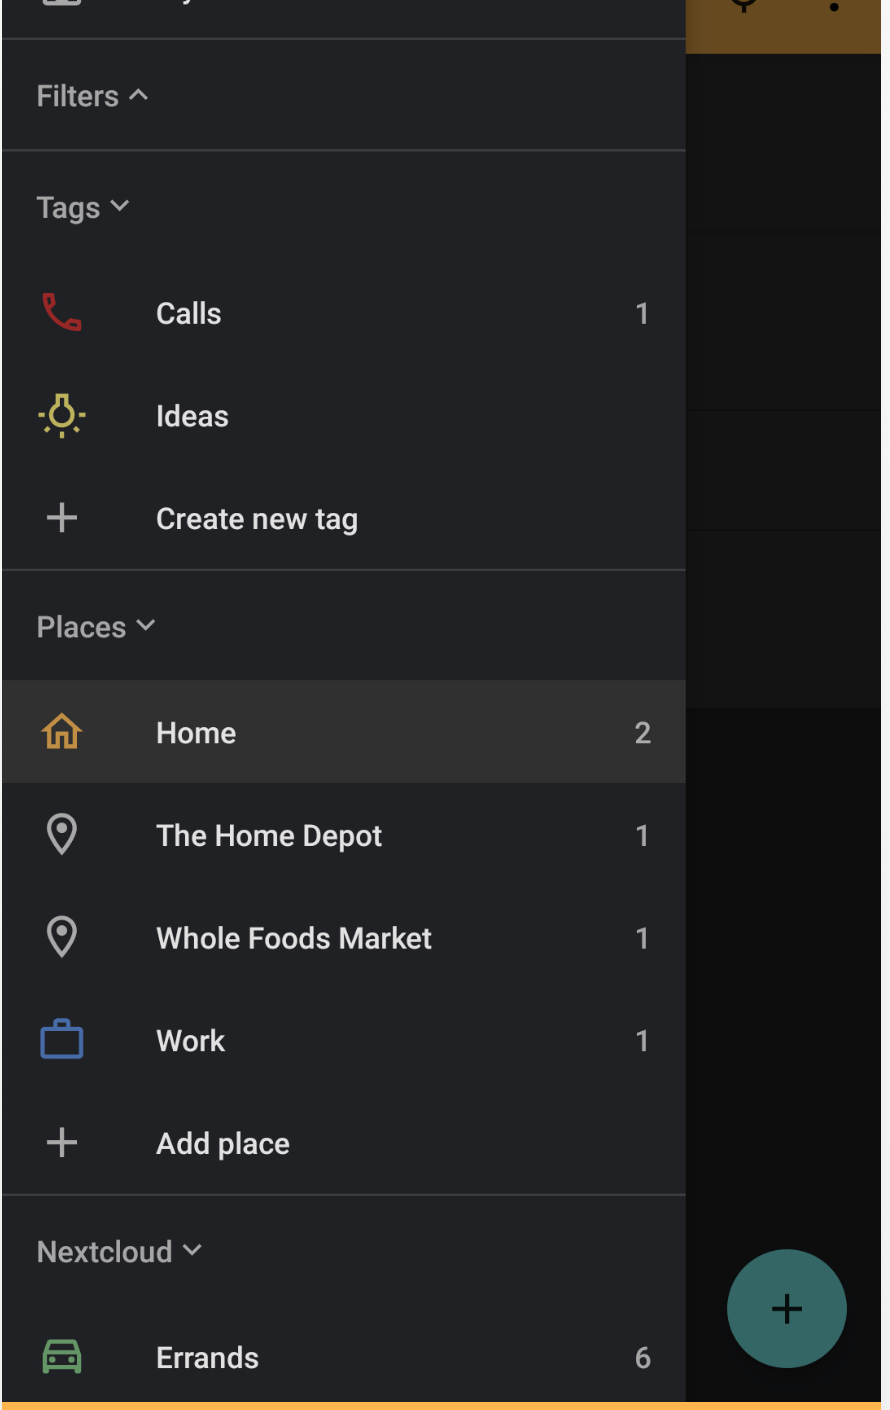 Filters
Tags
Calls 1
Ideas
Create new tag
Places
Home 2
The Home Depot 1
Whole Foods Market 1
Work 1
Add place
Nextcloud
Errands 6